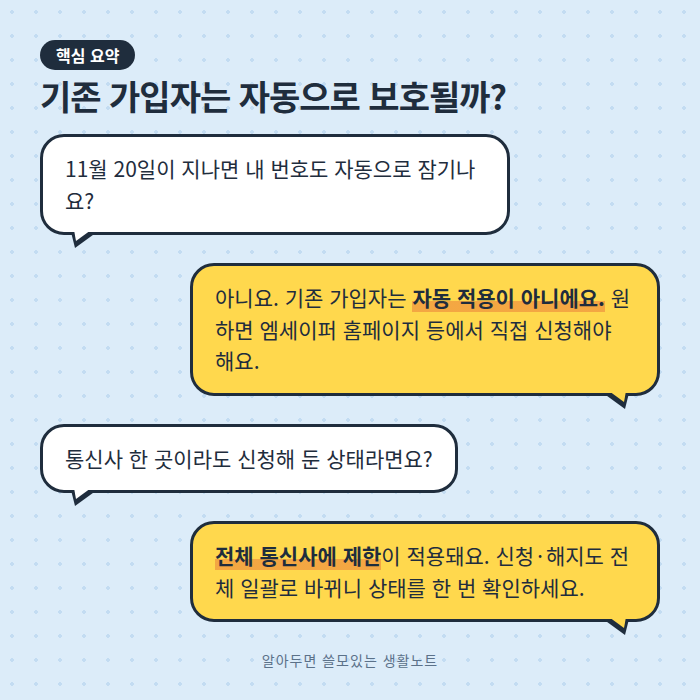 핵심 요약
기존 가입자는 자동으로 보호될까?
11월 20일이 지나면 내 번호도 자동으로 잠기나
요?
아니요. 기존 가입자는 자동 적용이 아니에요. 원
하면 엠세이퍼 홈페이지 등에서 직접 신청해야
해요.
통신사 한 곳이라도 신청해 둔 상태라면요?
전체 통신사에 제한이 적용돼요. 신청·해지도 전
체 일괄로 바뀌니 상태를 한 번 확인하세요.
알아두면 쓸모있는 생활노트